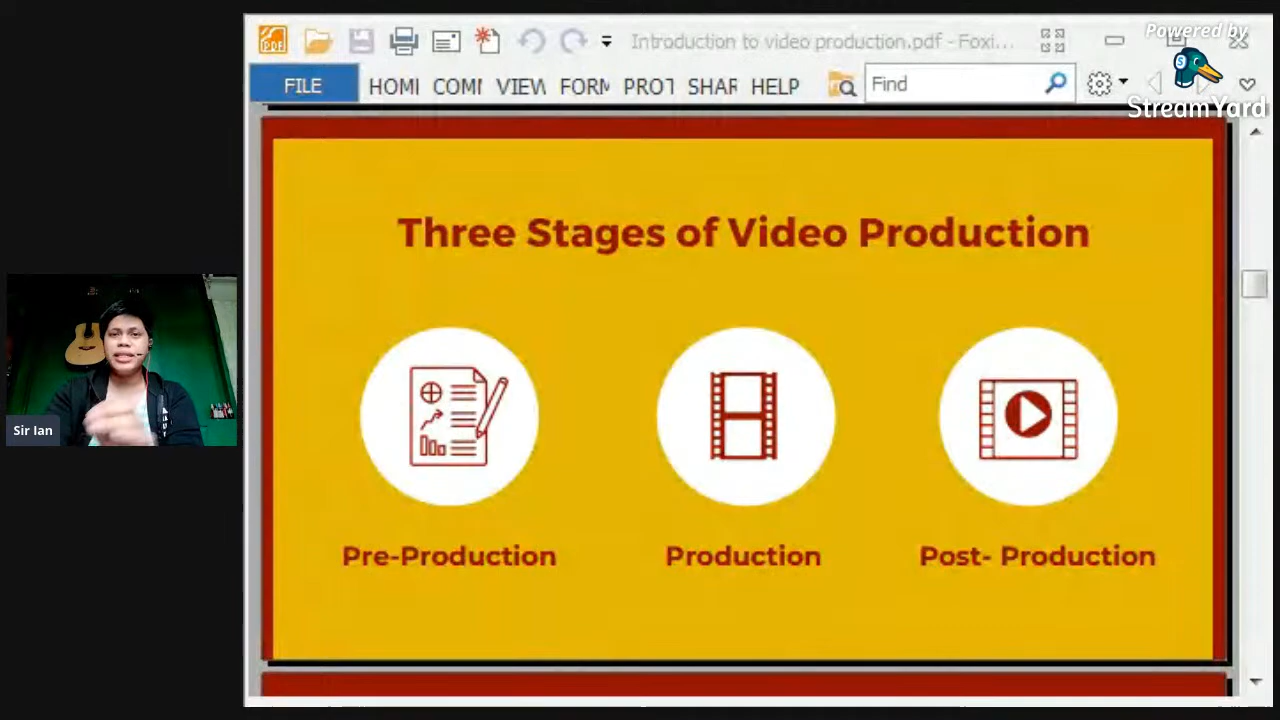 Introduction to video production.pdf - Foxi...
Powered by
StreamYard
FILE HOMI COMI VIEW FORM PROT SHAR HELP Find
Three Stages of Video Production
Pre-Production Production Post- Production
Sir Ian